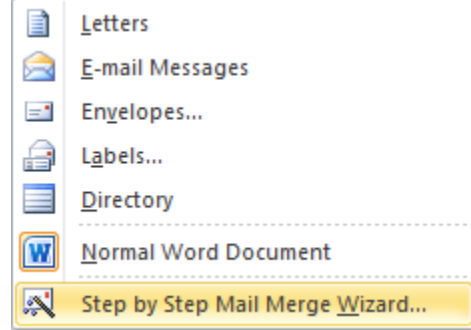 Letters
E-mail Messages
Envelopes...
Labels...
Directory
Normal Word Document
Step by Step Mail Merge Wizard...